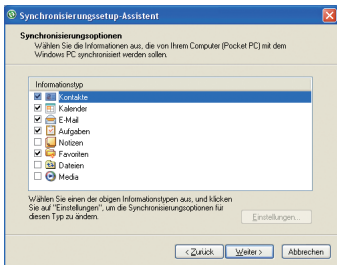 Synchronisierungssetup-Assistent
Synchronisierungsoptionen
Wählen Sie die Informationen aus, die von Ihrem Computer (Pocket PC) mit dem
Windows PC synchronisiert werden sollen.
Informationstyp
Kontakte
Kalender
E-Mail
Aufgaben
Notizen
Favoriten
Dateien
Media
Wählen Sie einen der obigen Informationstypen aus, und klicken
Sie auf "Einstellungen", um die Synchronisierungsoptionen für
diesen Typ zu ändern.
Einstellungen...
< Zurück
Weiter >
Abbrechen